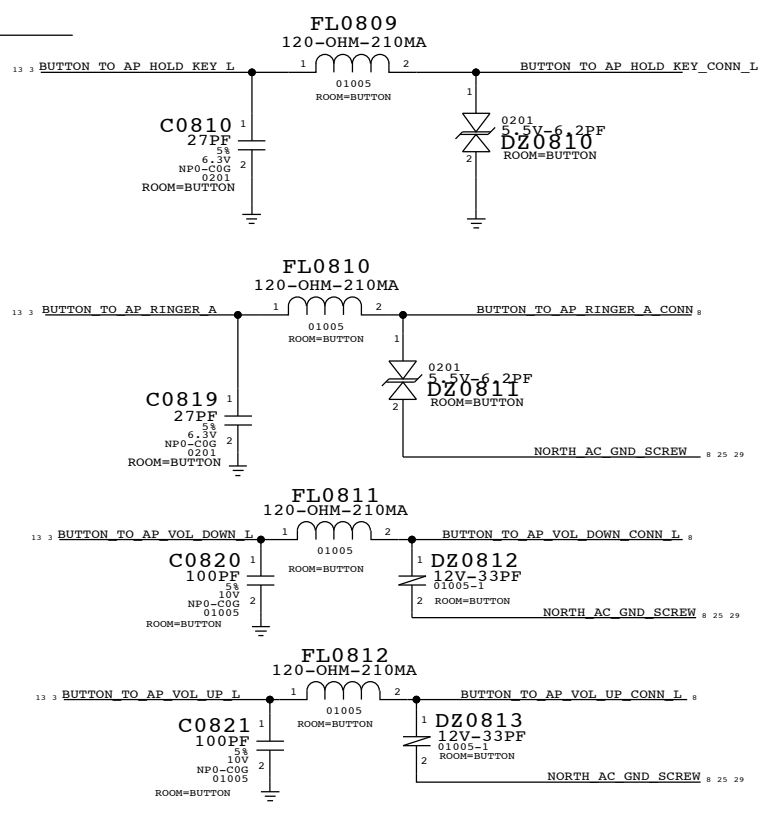 FL0809
120-OHM-210MA
13 3 BUTTON_TO_AP_HOLD_KEY_L 1 2 BUTTON_TO_AP_HOLD_KEY_CONN_L
01005
ROOM=BUTTON
1
C0810 1
27PF
5%
6.3V
NP0-C0G 2
0201
ROOM=BUTTON
0201
5.5V-6.2PF
DZ0810
ROOM=BUTTON
2
FL0810
120-OHM-210MA
13 3 BUTTON_TO_AP_RINGER_A 1 2 BUTTON_TO_AP_RINGER_A_CONN 8
01005
ROOM=BUTTON
1
0201
5.5V-6.2PF
DZ0811
ROOM=BUTTON
2
C0819 1
27PF
5%
6.3V
NP0-C0G 2
0201
ROOM=BUTTON
NORTH_AC_GND_SCREW 8 25 29
FL0811
120-OHM-210MA
13 3 BUTTON_TO_AP_VOL_DOWN_L 1 2 BUTTON_TO_AP_VOL_DOWN_CONN_L 8
01005
ROOM=BUTTON
C0820 1
100PF
5%
10V
NP0-C0G 2
01005
ROOM=BUTTON
1 DZ0812
12V-33PF
01005-1
2 ROOM=BUTTON
NORTH_AC_GND_SCREW 8 25 29
FL0812
120-OHM-210MA
13 3 BUTTON_TO_AP_VOL_UP_L 1 2 BUTTON_TO_AP_VOL_UP_CONN_L 8
01005
ROOM=BUTTON
C0821 1
100PF
5%
10V
NP0-C0G 2
01005
ROOM=BUTTON
1 DZ0813
12V-33PF
01005-1
ROOM=BUTTON
2
NORTH_AC_GND_SCREW 8 25 29